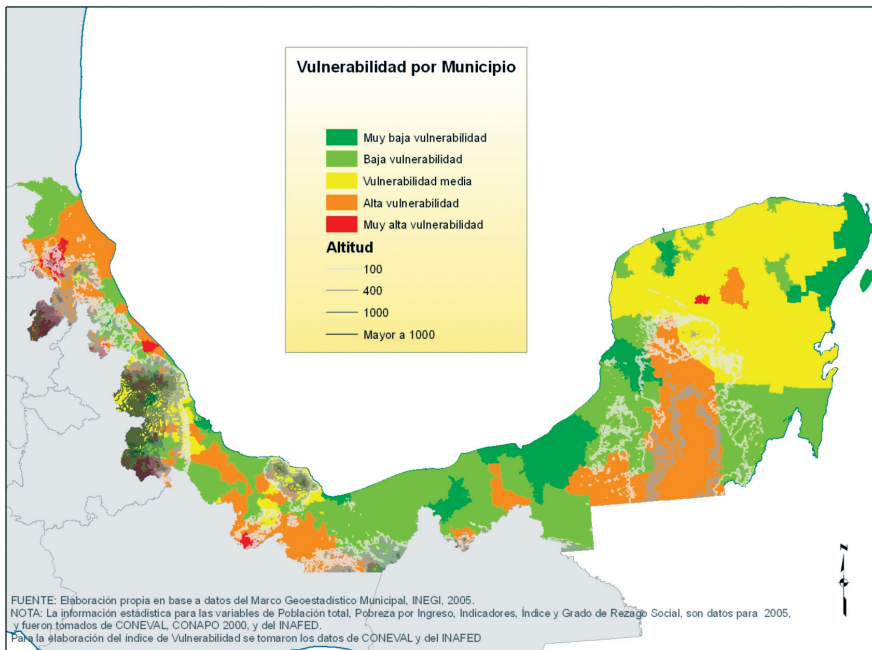 Vulnerabilidad por Municipio
Muy baja vulnerabilidad
Baja vulnerabilidad
Vulnerabilidad media
Alta vulnerabilidad
Muy alta vulnerabilidad
Altitud
100
400
1000
Mayor a 1000
N
FUENTE: Elaboración propia en base a datos del Marco Geoestadístico Municipal, INEGI, 2005.
NOTA: La información estádistica para las variables de Población total, Pobreza por Ingreso, Indicadores, Índice y Grado de Rezago Social, son datos para 2005,
y fueron tomados de CONEVAL, CONAPO 2000, y del INAFED.
Para la elaboración del indice de Vulnerabilidad se tomaron los datos de CONEVAL y del INAFED